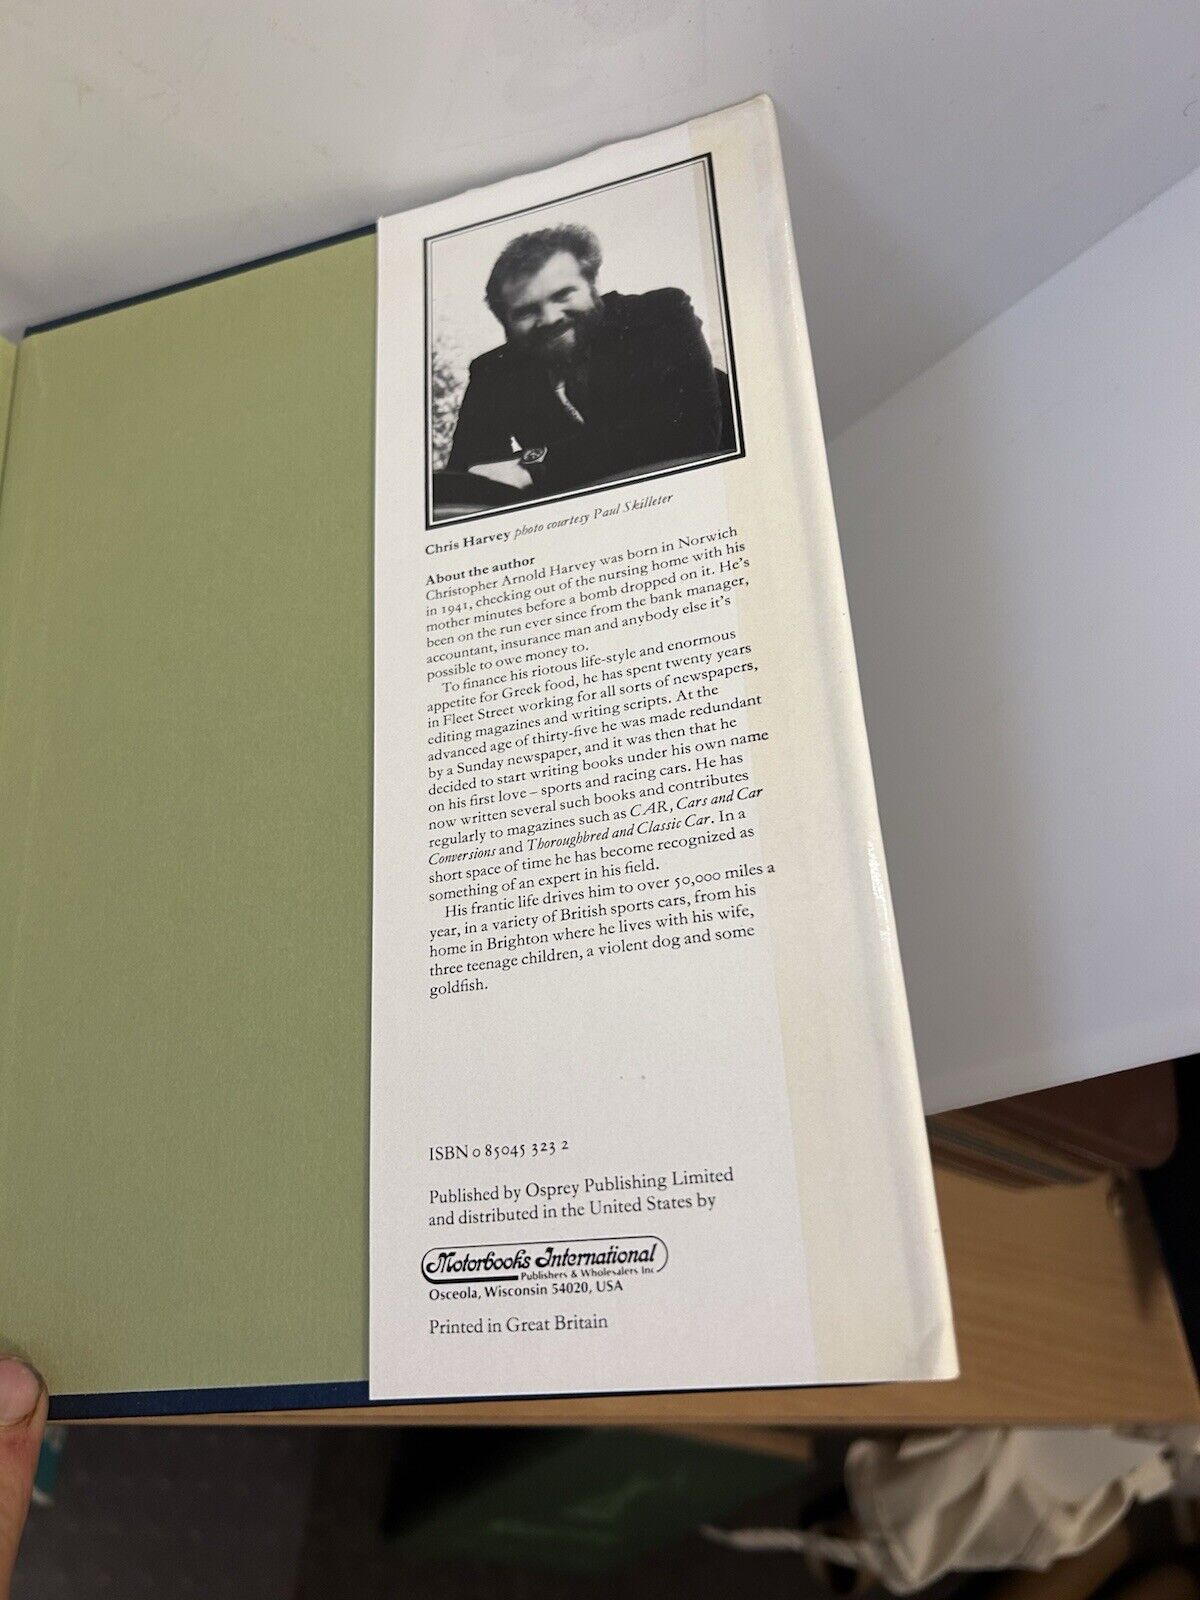 Chris Harvey photo courtesy Paul Skilleter
About the author
Christopher Arnold Harvey was born in Norwich
in 1941, checking out of the nursing home with his
mother minutes before a bomb dropped on it. He's
been on the run ever since from the bank manager,
accountant, insurance man and anybody else it's
possible to owe money to.
To finance his riotous life-style and enormous
appetite for Greek food, he has spent twenty years
in Fleet Street working for all sorts of newspapers,
editing magazines and writing scripts. At the
advanced age of thirty-five he was made redundant
by a Sunday newspaper, and it was then that he
decided to start writing books under his own name
on his first love – sports and racing cars. He has
now written several such books and contributes
regularly to magazines such as CAR, Cars and Car
Conversions and Thoroughbred and Classic Car. In a
short space of time he has become recognized as
something of an expert in his field.
His frantic life drives him to over 50,000 miles a
year, in a variety of British sports cars, from his
home in Brighton where he lives with his wife,
three teenage children, a violent dog and some
goldfish.
ISBN 0 85045 323 2
Published by Osprey Publishing Limited
and distributed in the United States by
Motorbooks International
Publishers & Wholesalers Inc
Osceola, Wisconsin 54020, USA
Printed in Great Britain